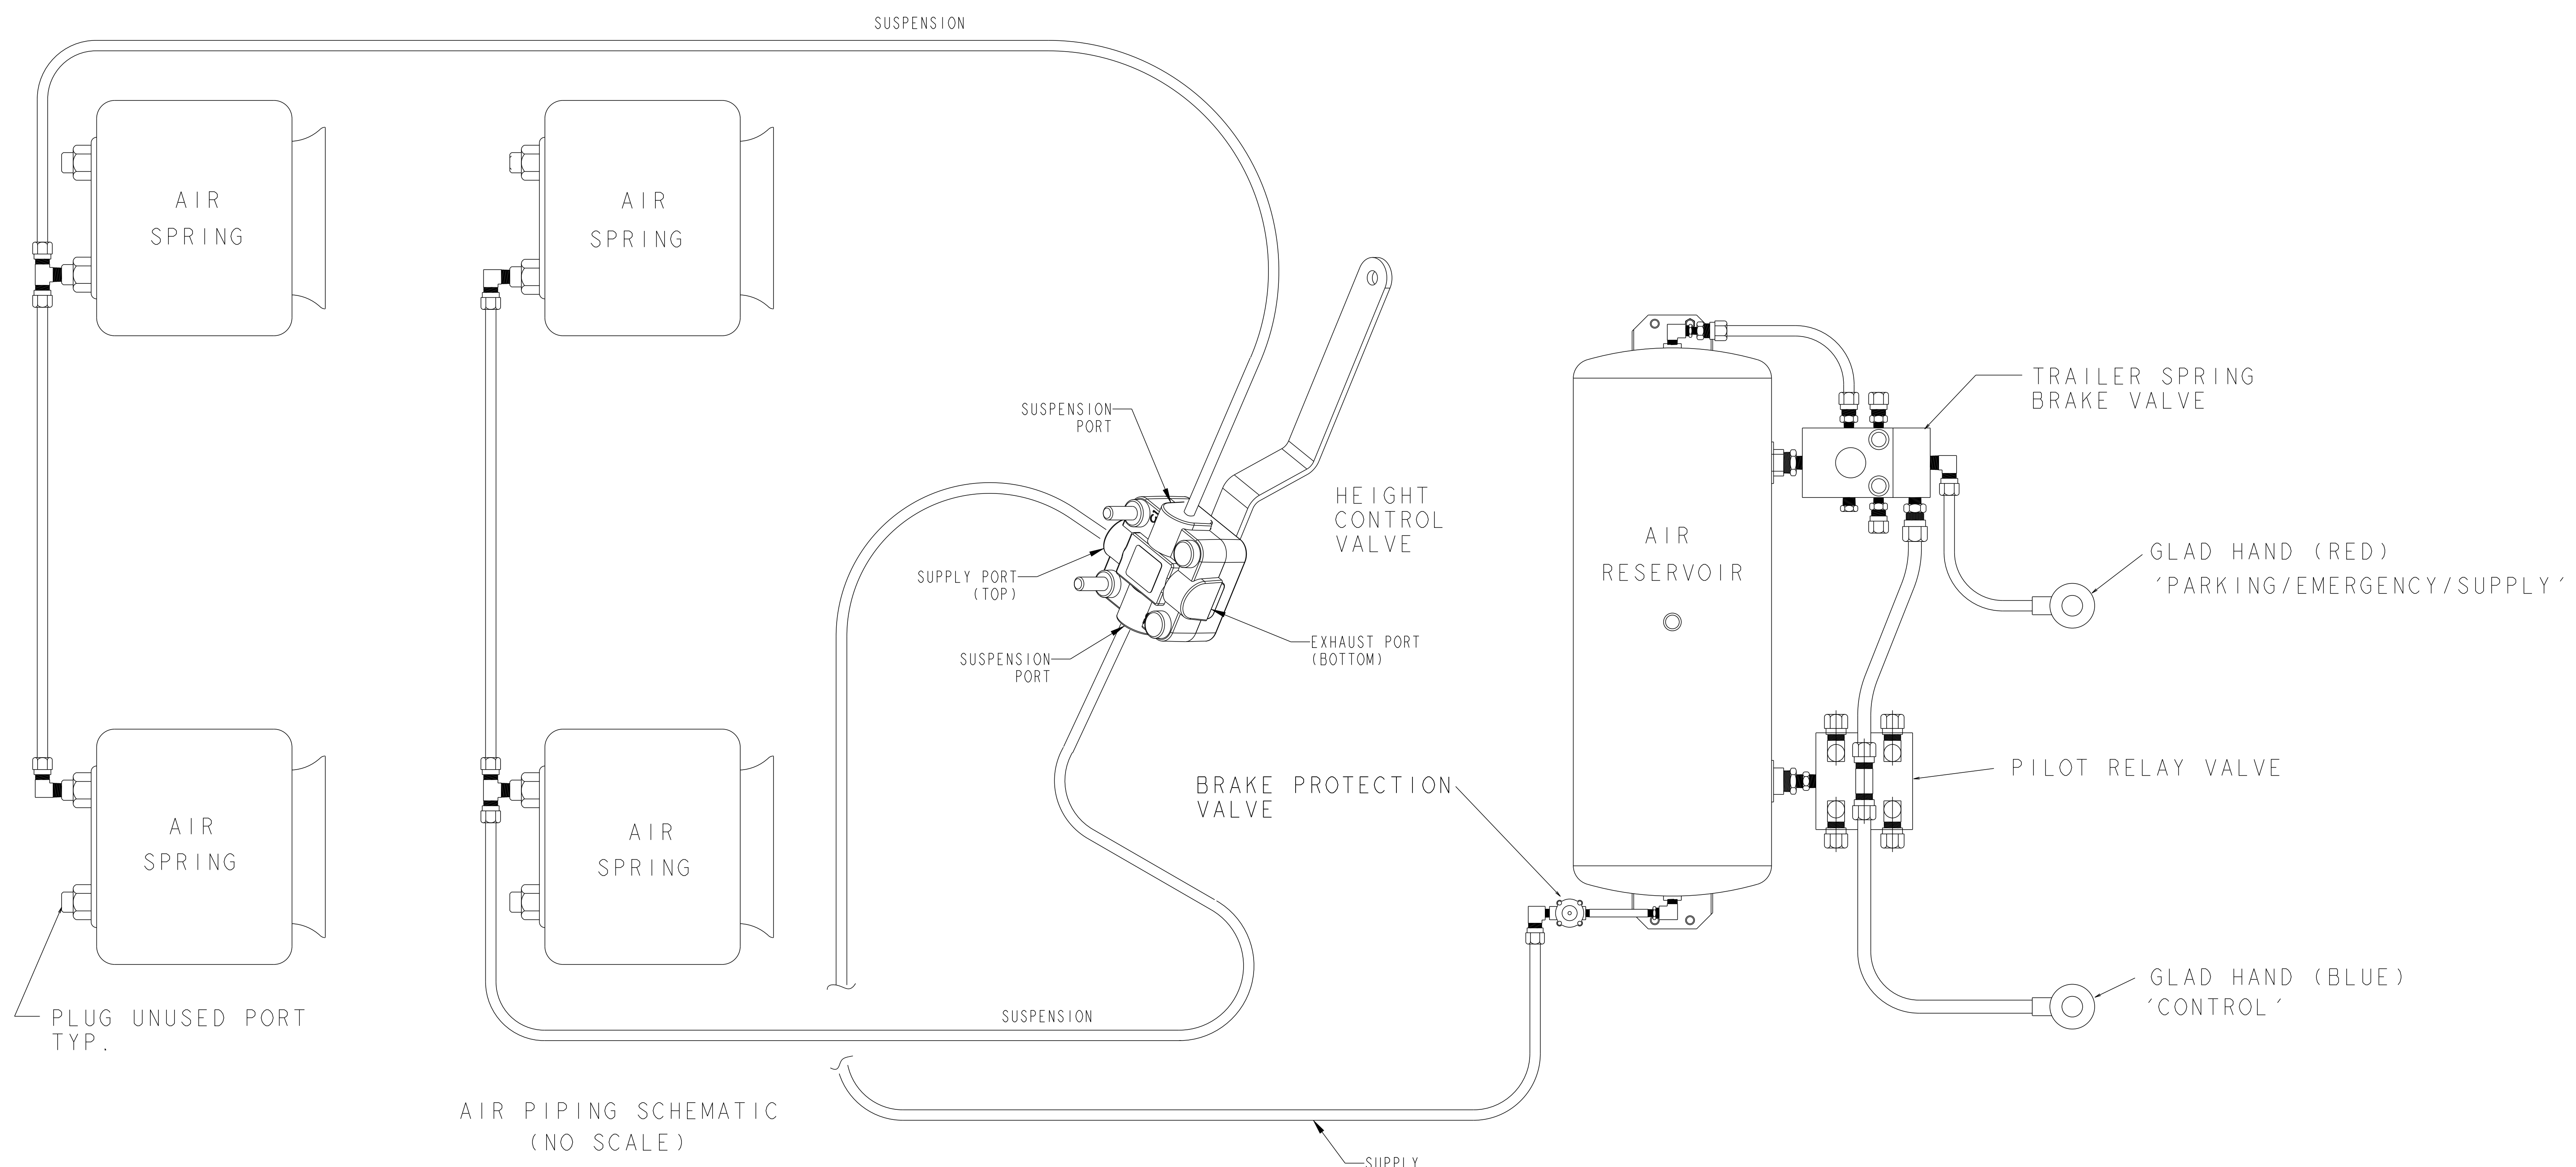 SUSPENSION
AIR
SPRING
AIR
SPRING
SUSPENSION
PORT
TRAILER SPRING
BRAKE VALVE
HEIGHT
CONTROL
VALVE
AIR
RESERVOIR
GLAD HAND (RED)
'PARKING/EMERGENCY/SUPPLY'
SUPPLY PORT
(TOP)
EXHAUST PORT
(BOTTOM)
SUSPENSION
PORT
BRAKE PROTECTION
VALVE
PILOT RELAY VALVE
AIR
SPRING
AIR
SPRING
GLAD HAND (BLUE)
'CONTROL'
PLUG UNUSED PORT
TYP.
SUSPENSION
AIR PIPING SCHEMATIC
(NO SCALE)
SUPPLY